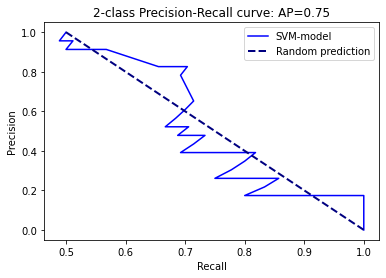 2-class Precision-Recall curve: AP=0.75
SVM-model
Random prediction
Precision
1.0
0.8
0.6
0.4
0.2
0.0
0.5 0.6 0.7 0.8 0.9 1.0
Recall